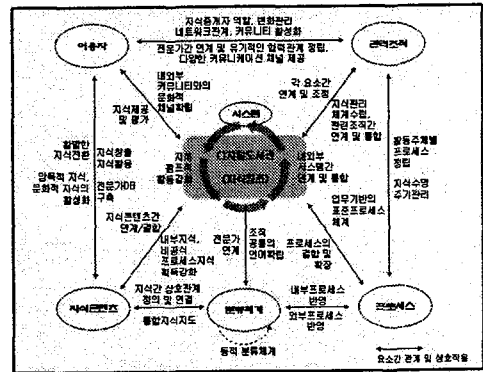 지식중개자 역할, 변화관리
네트워크관계, 커뮤니티 활성화
이용자
관리조직
전문가간 연계 및 유기적인 협력관계 정립,
다양한 커뮤니케이션 채널 제공
내외부
커뮤니티와의
문화적
채널확립
각 요소간
연계 및 조정
시스템
지식제공
및 평가
지식관리
체계수립,
관련조직간
연계 및 통합
활발한
지식전환
지식창출
지식활용
암묵적 지식,
문화적 지식의
활성화
전문가DB
구축
디지털도서관
활동강화
내외부
시스템간
연계 및 통합
활동주체별
프로세스
정립
지식수명
주기관리
지식콘텐츠간
연계/결합
내부지식,
비공식
프로세스지식
획득강화
전문가
연계
조직
공통의
언어확립
업무기반의
표준프로세스
체계
프로세스의
결합 및
확장
지식콘텐츠
지식간 상호관계
정의 및 연결
통합지식지도
분류체계
내부프로세스
반영
외부프로세스
반영
프로세스
동적 분류체계
요소간 관계 및 상호작용